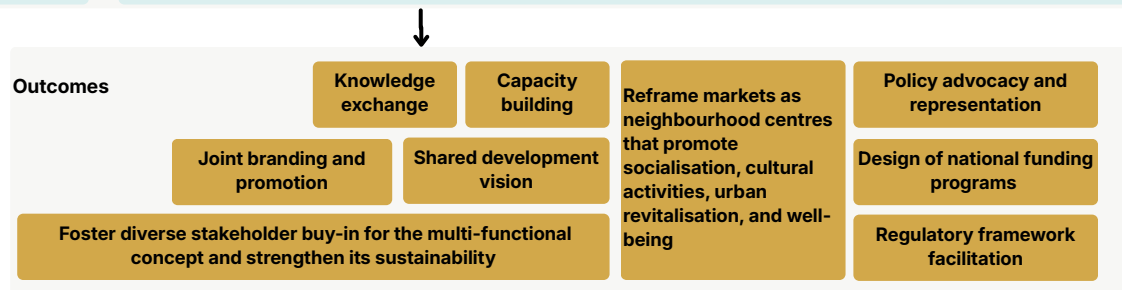 Outcomes
Knowledge
exchange
Capacity
building
Joint branding and
promotion
Shared development
vision
Foster diverse stakeholder buy-in for the multi-functional
concept and strengthen its sustainability
Reframe markets as
neighbourhood centres
that promote
socialisation, cultural
activities, urban
revitalisation, and well-
being
Policy advocacy and
representation
Design of national funding
programs
Regulatory framework
facilitation